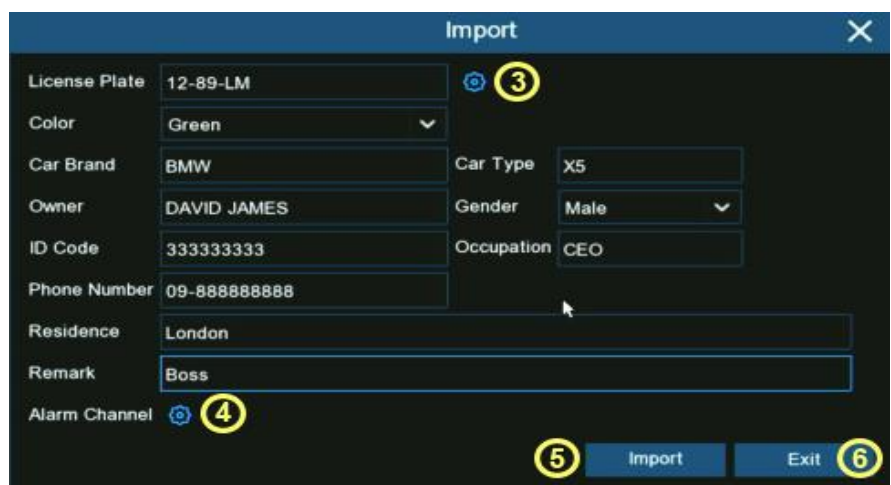 Import
License Plate 12-89-LM 3
Color Green
Car Brand BMW Car Type X5
Owner DAVID JAMES Gender Male
ID Code 333333333 Occupation CEO
Phone Number 09-888888888
Residence London
Remark Boss
Alarm Channel 4
5 Import Exit 6